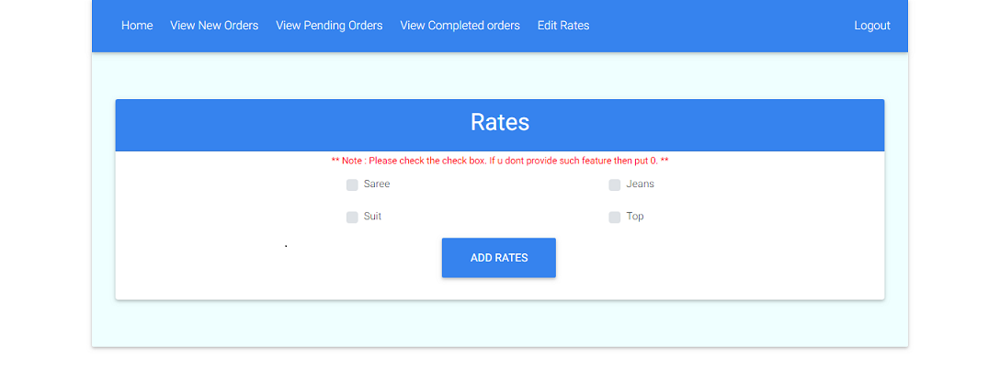 Home View New Orders View Pending Orders View Completed orders Edit Rates Logout
Rates
** Note : Please check the check box. If u dont provide such feature then put 0. **
Saree Jeans
Suit Top
.
ADD RATES